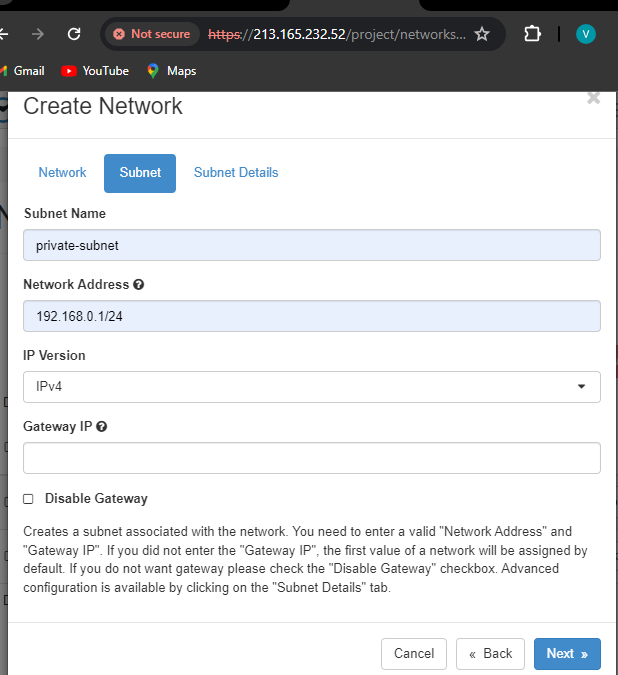 Not secure https://213.165.232.52/project/networks... V
Gmail YouTube Maps
Create Network ×
Network Subnet Subnet Details
Subnet Name
private-subnet
Network Address
192.168.0.1/24
IP Version
IPv4
Gateway IP
Disable Gateway
Creates a subnet associated with the network. You need to enter a valid "Network Address" and
"Gateway IP". If you did not enter the "Gateway IP", the first value of a network will be assigned by
default. If you do not want gateway please check the "Disable Gateway" checkbox. Advanced
configuration is available by clicking on the "Subnet Details" tab.
Cancel « Back Next »